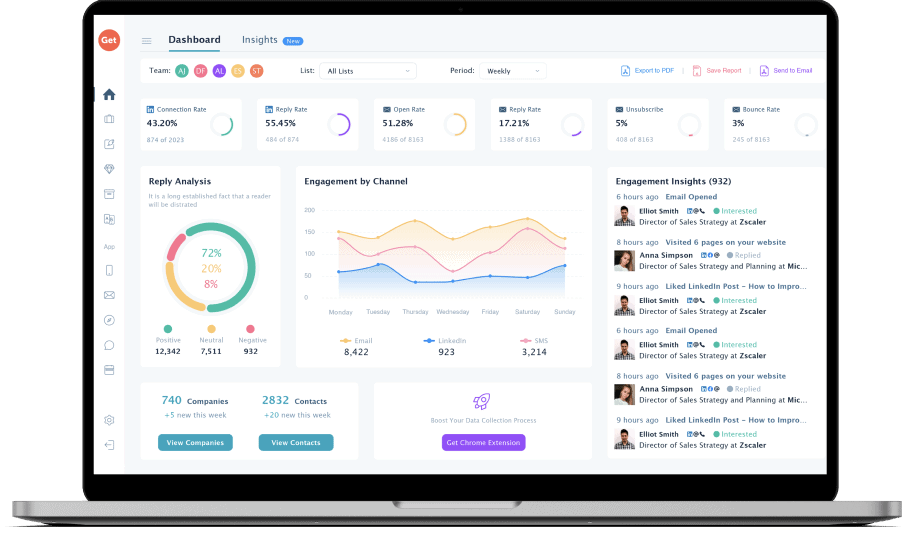 Get
Dashboard
Insights New
Team: AJ DF AL ES ST
List: All Lists
Period: Weekly
Export to PDF
Save Report
Send to Email
Connection Rate
43.20%
874 of 2023
Reply Rate
55.45%
484 of 874
Open Rate
51.28%
4186 of 8163
Reply Rate
17.21%
1388 of 8163
Unsubscribe
5%
408 of 8163
Bounce Rate
3%
245 of 8163
App
Reply Analysis
It is a long established fact that a reader
will be distrated
72%
20%
8%
Positive
12,342
Neutral
7,511
Negative
932
Engagement by Channel
200
150
100
50
0
Monday Tuesday Thursday Wednesday Friday Saturday Sunday
Email
8,422
LinkedIn
923
SMS
3,214
Engagement Insights (932)
6 hours ago Email Opened
Elliot Smith Interested
Director of Sales Strategy at Zscaler
8 hours ago Visited 6 pages on your website
Anna Simpson Replied
Director of Sales Strategy and Planning at Mic...
9 hours ago Liked LinkedIn Post – How to Impro...
Elliot Smith Interested
Director of Sales Strategy at Zscaler
6 hours ago Email Opened
Elliot Smith Interested
Director of Sales Strategy at Zscaler
8 hours ago Visited 6 pages on your website
Anna Simpson Replied
Director of Sales Strategy and Planning at Mic...
9 hours ago Liked LinkedIn Post – How to Impro...
Elliot Smith Interested
Director of Sales Strategy at Zscaler
740 Companies
+5 new this week
View Companies
2832 Contacts
+20 new this week
View Contacts
Boost Your Data Collection Process
Get Chrome Extension